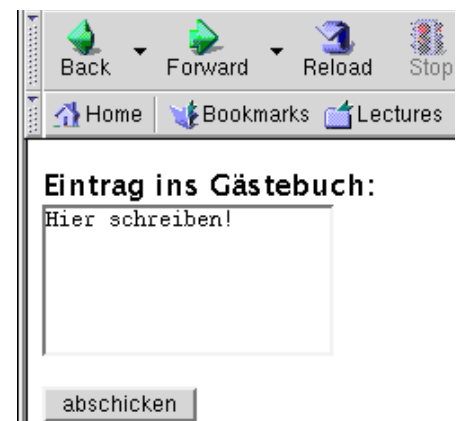 Back Forward Reload Stop
Home Bookmarks Lectures
Eintrag ins Gästebuch:
Hier schreiben!
abschicken